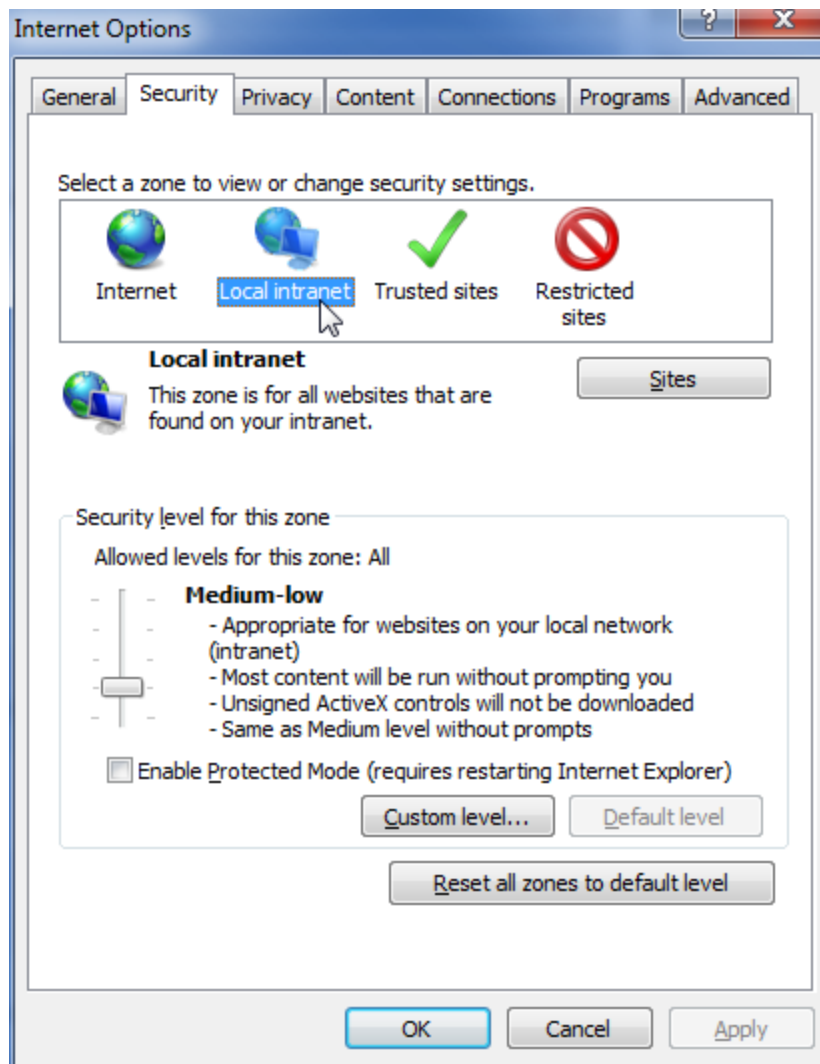 Internet Options
?
X
General Security Privacy Content Connections Programs Advanced
Select a zone to view or change security settings.
Internet Local intranet Trusted sites Restricted
sites
Local intranet
This zone is for all websites that are
found on your intranet.
Sites
Security level for this zone
Allowed levels for this zone: All
Medium-low
- Appropriate for websites on your local network
(intranet)
- Most content will be run without prompting you
- Unsigned ActiveX controls will not be downloaded
- Same as Medium level without prompts
Enable Protected Mode (requires restarting Internet Explorer)
Custom level... Default level
Reset all zones to default level
OK Cancel Apply